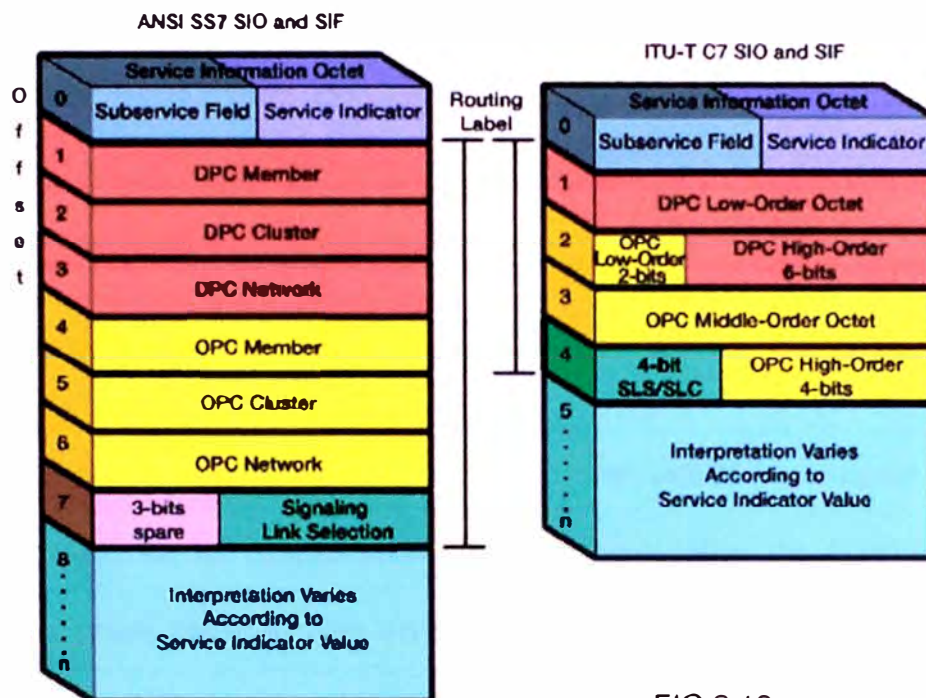 ANSI SS7 SIO and SIF
Offset
Service Information Octet
0
Subservice Field
Service Indicator
1
DPC Member
2
DPC Cluster
3
DPC Network
4
OPC Member
5
OPC Cluster
6
OPC Network
7
3-bits
spare
Signaling
Link Selection
8
n
Interpretation Varies
According to
Service Indicator Value
Routing
Label
ITU-T C7 SIO and SIF
Service Information Octet
0
Subservice Field
Service Indicator
1
DPC Low-Order Octet
2
OPC
Low-Order
2-bits
DPC High-Order
6-bits
3
OPC Middle-Order Octet
4
4-bit
SLS/SLC
OPC High-Order
4-bits
5
n
Interpretation Varies
According to
Service Indicator Value